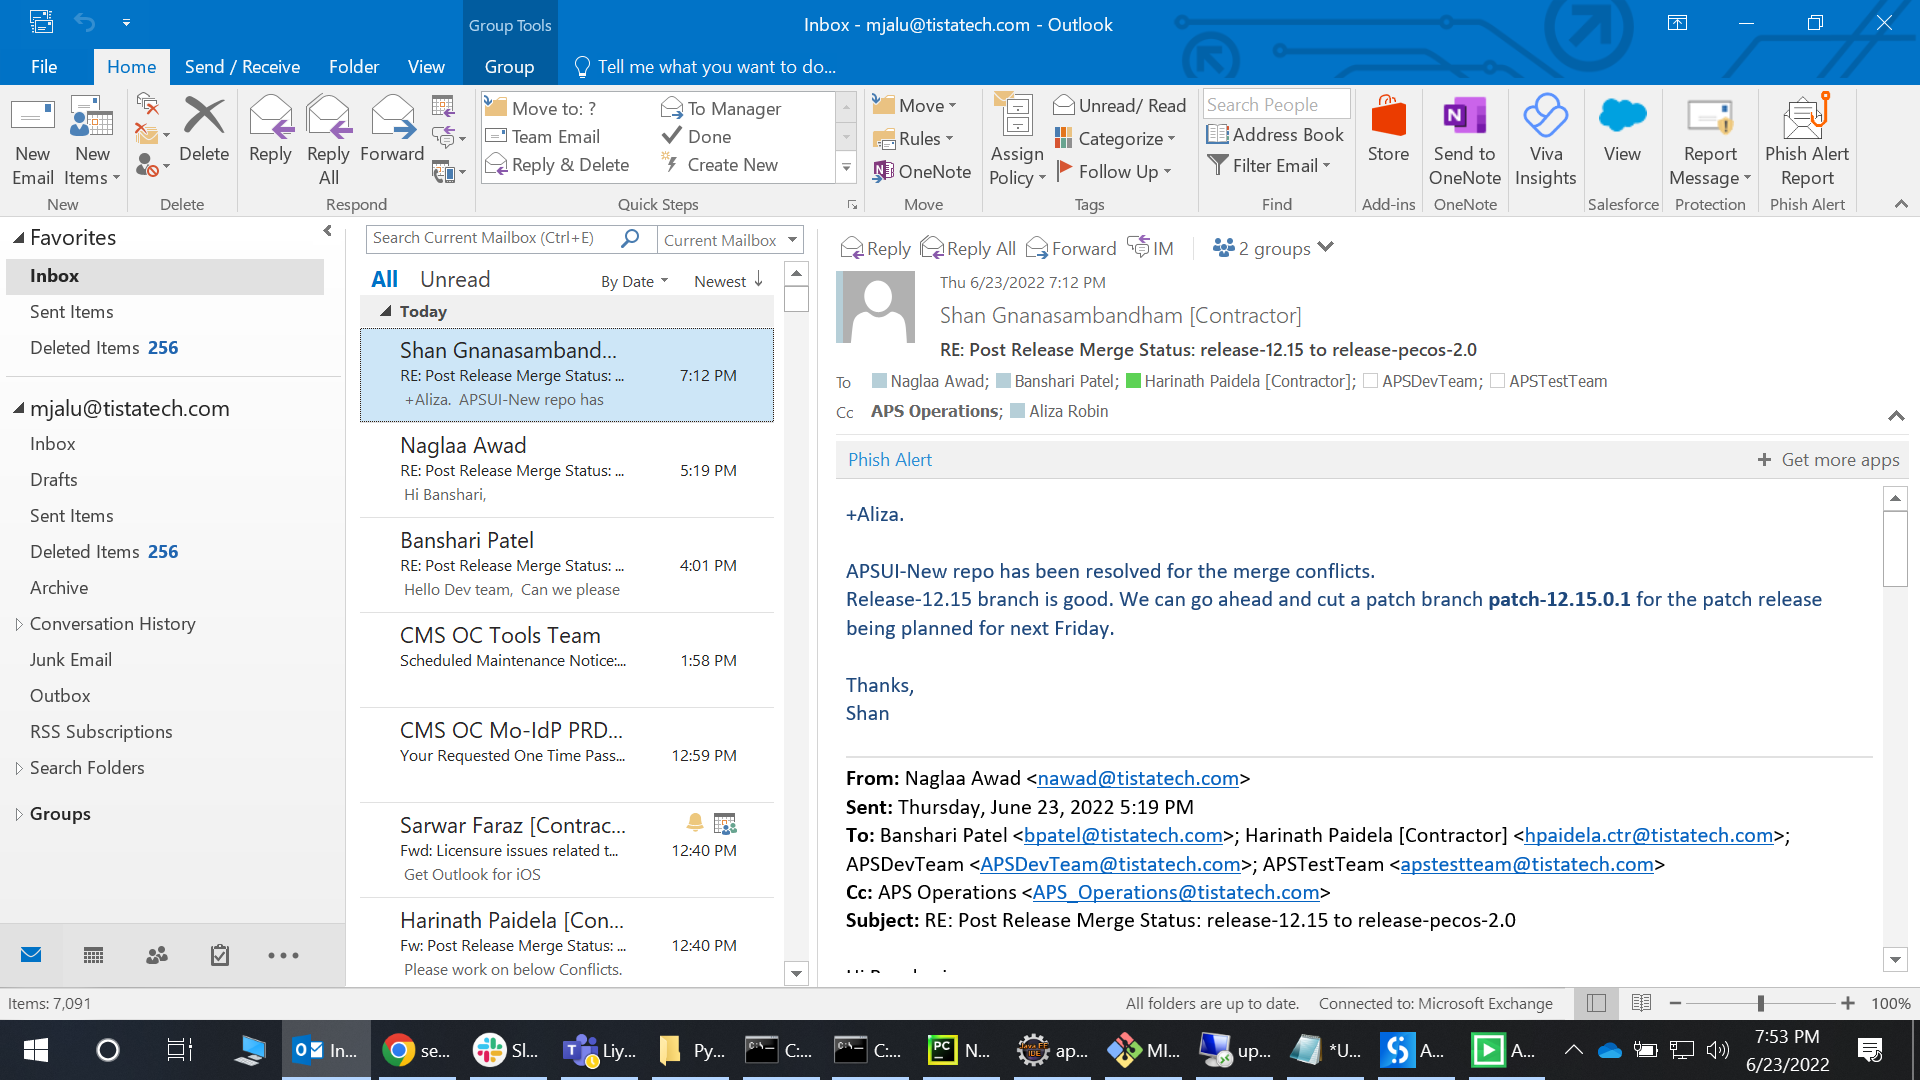 Group Tools
Inbox - mjalu@tistatech.com - Outlook
File
Home
Send / Receive
Folder
View
Group
Tell me what you want to do...
New Email
New Items
New
Delete
Delete
Reply
Reply All
Forward
Respond
Move to: ?
Team Email
Reply & Delete
To Manager
Done
Create New
Quick Steps
Move
Rules
OneNote
Move
Assign Policy
Unread/ Read
Categorize
Follow Up
Tags
Search People
Address Book
Filter Email
Find
Store
Add-ins
Send to OneNote
OneNote
Viva Insights
View
Salesforce
Report Message
Protection
Phish Alert Report
Phish Alert
Favorites
Inbox
Sent Items
Deleted Items 256
mjalu@tistatech.com
Inbox
Drafts
Sent Items
Deleted Items 256
Archive
Conversation History
Junk Email
Outbox
RSS Subscriptions
Search Folders
Groups
Search Current Mailbox (Ctrl+E)
Current Mailbox
All
Unread
By Date
Newest
Today
Shan Gnanasamband...
RE: Post Release Merge Status: ... 7:12 PM
+Aliza. APSUI-New repo has
Naglaa Awad
RE: Post Release Merge Status: ... 5:19 PM
Hi Banshari,
Banshari Patel
RE: Post Release Merge Status: ... 4:01 PM
Hello Dev team, Can we please
CMS OC Tools Team
Scheduled Maintenance Notice:... 1:58 PM
CMS OC Mo-IdP PRD...
Your Requested One Time Pass... 12:59 PM
Sarwar Faraz [Contrac...
Fwd: Licensure issues related t... 12:40 PM
Get Outlook for iOS
Harinath Paidela [Con...
Fw: Post Release Merge Status: ... 12:40 PM
Please work on below Conflicts.
Reply
Reply All
Forward
IM
2 groups
Thu 6/23/2022 7:12 PM
Shan Gnanasambandham [Contractor]
RE: Post Release Merge Status: release-12.15 to release-pecos-2.0
To Naglaa Awad; Banshari Patel; Harinath Paidela [Contractor]; APSDevTeam; APSTestTeam
Cc APS Operations; Aliza Robin
Phish Alert
+ Get more apps
+Aliza.
APSUI-New repo has been resolved for the merge conflicts.
Release-12.15 branch is good. We can go ahead and cut a patch branch patch-12.15.0.1 for the patch release
being planned for next Friday.
Thanks,
Shan
From: Naglaa Awad <nawad@tistatech.com>
Sent: Thursday, June 23, 2022 5:19 PM
To: Banshari Patel <bpatel@tistatech.com>; Harinath Paidela [Contractor] <hpaidela.ctr@tistatech.com>;
APSDevTeam <APSDevTeam@tistatech.com>; APSTestTeam <apstestteam@tistatech.com>
Cc: APS Operations <APS_Operations@tistatech.com>
Subject: RE: Post Release Merge Status: release-12.15 to release-pecos-2.0
Items: 7,091
All folders are up to date.
Connected to: Microsoft Exchange
100%
In...
se...
Sl...
Liy...
Py...
C:...
C:...
N...
ap...
MI...
up...
*U...
A...
A...
7:53 PM
6/23/2022